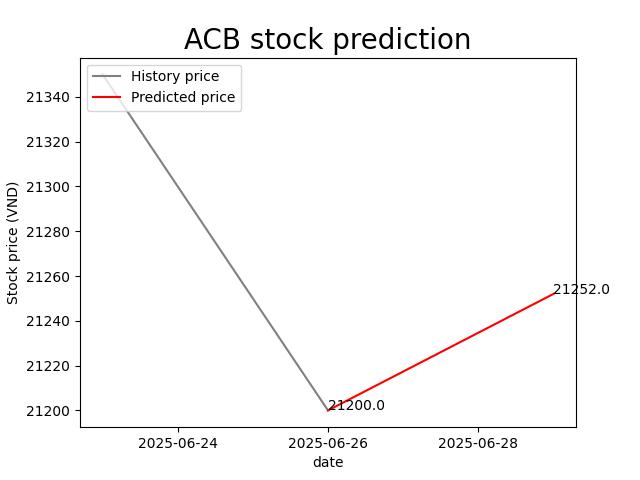 ACB stock prediction
History price
Predicted price
21340
21320
21300
21280
21260
21240
21220
21200
Stock price (VND)
21252.0
21200.0
2025-06-24
2025-06-26
2025-06-28
date